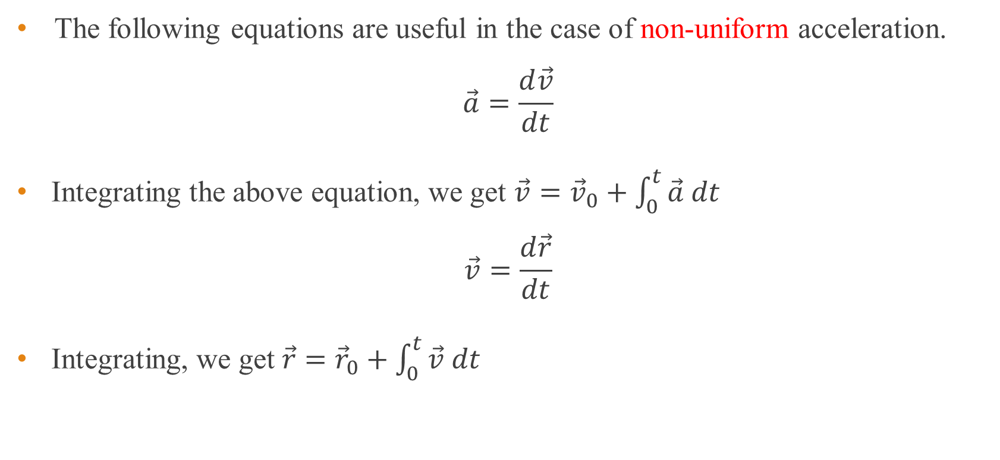 • The following equations are useful in the case of non-uniform acceleration.
$\vec{a} = \frac{d\vec{v}}{dt}$
• Integrating the above equation, we get $\vec{v} = \vec{v}_0 + \int_0^t \vec{a}\, dt$
$\vec{v} = \frac{d\vec{r}}{dt}$
• Integrating, we get $\vec{r} = \vec{r}_0 + \int_0^t \vec{v}\, dt$